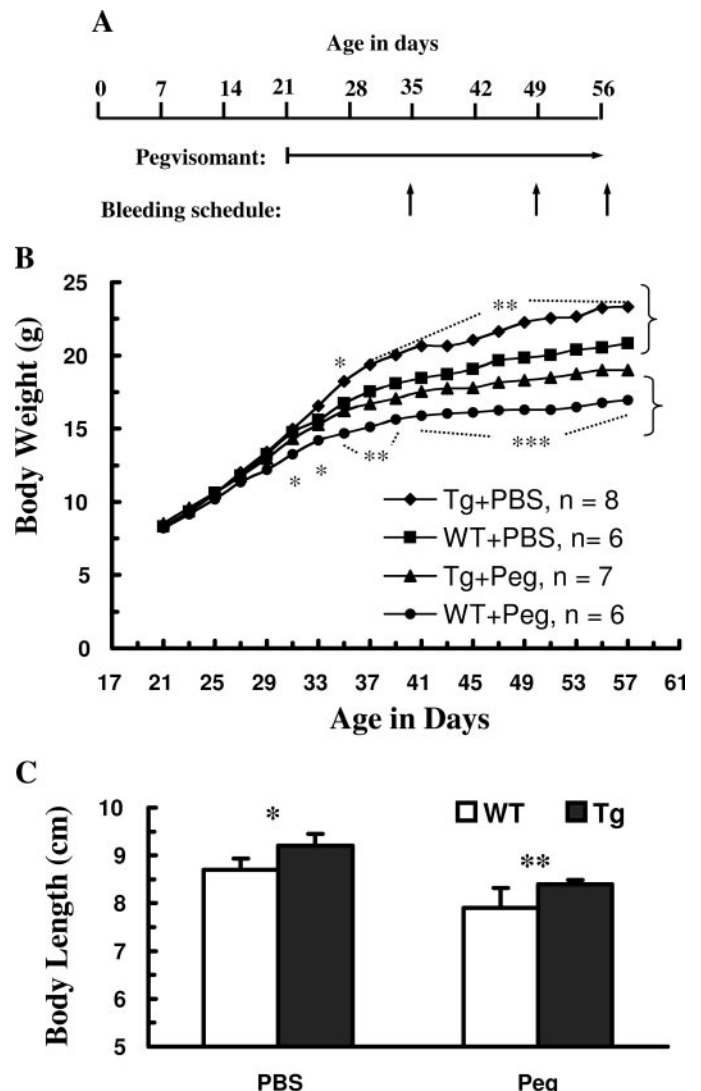 A
Age in days
0 7 14 21 28 35 42 49 56
Pegvisomant:
Bleeding schedule:
B
Body Weight (g)
25
20
15
10
5
0
*
**
* * ** ***
Tg+PBS, n = 8
WT+PBS, n= 6
Tg+Peg, n = 7
WT+Peg, n = 6
17 21 25 29 33 37 41 45 49 53 57 61
Age in Days
C
Body Length (cm)
10
9
8
7
6
5
* **
WT Tg
PBS Peg